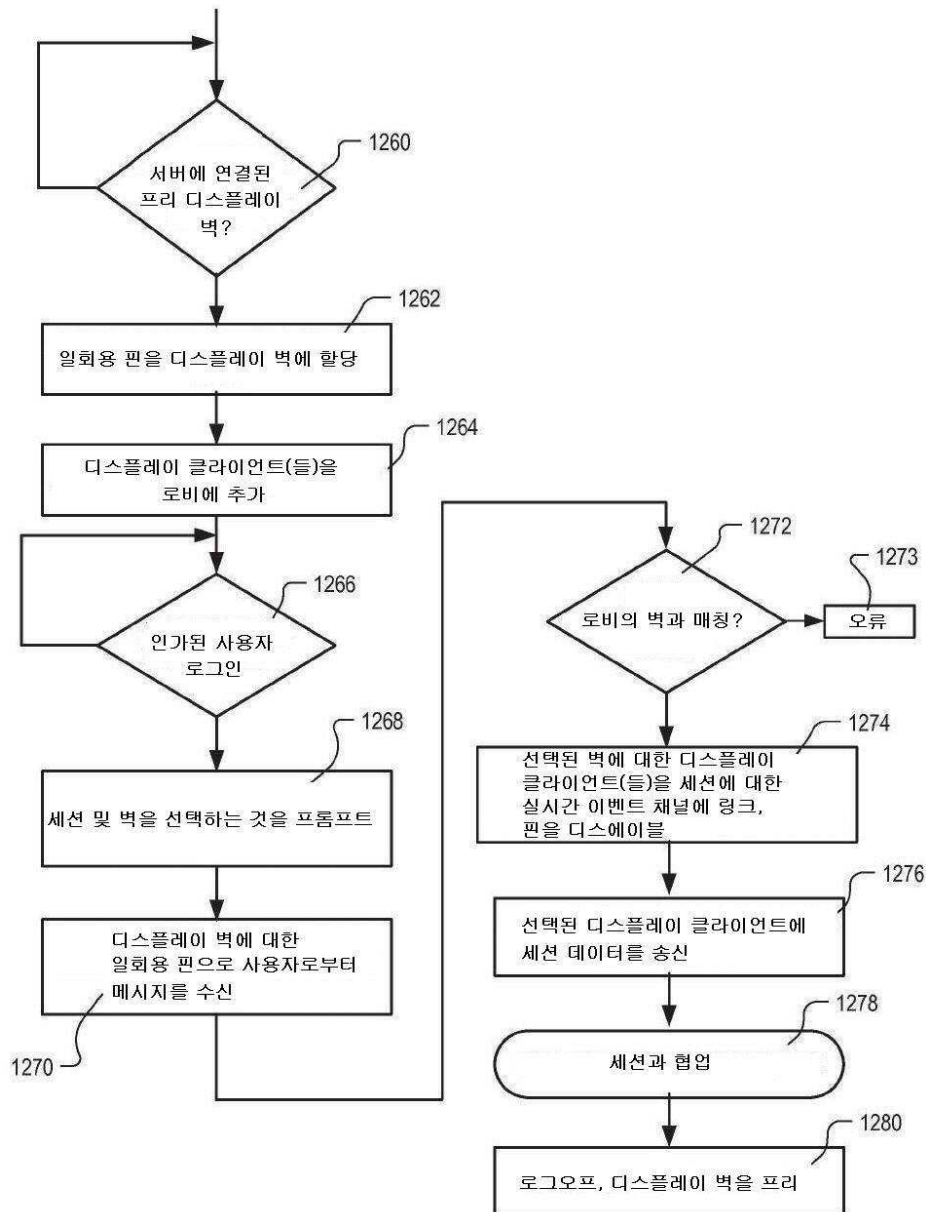 1260
서버에 연결된
프리 디스플레이
벽?
1262
일회용 핀을 디스플레이 벽에 할당
1264
디스플레이 클라이언트(들)을
로비에 추가
1266
인가된 사용자
로그인
1268
세션 및 벽을 선택하는 것을 프롬프트
디스플레이 벽에 대한
일회용 핀으로 사용자로부터
메시지를 수신
1270
1272
로비의 벽과 매칭?
1273
오류
1274
선택된 벽에 대한 디스플레이
클라이언트(들)을 세션에 대한
실시간 이벤트 채널에 링크,
핀을 디스에이블
1276
선택된 디스플레이 클라이언트에
세션 데이터를 송신
1278
세션과 협업
1280
로그오프, 디스플레이 벽을 프리